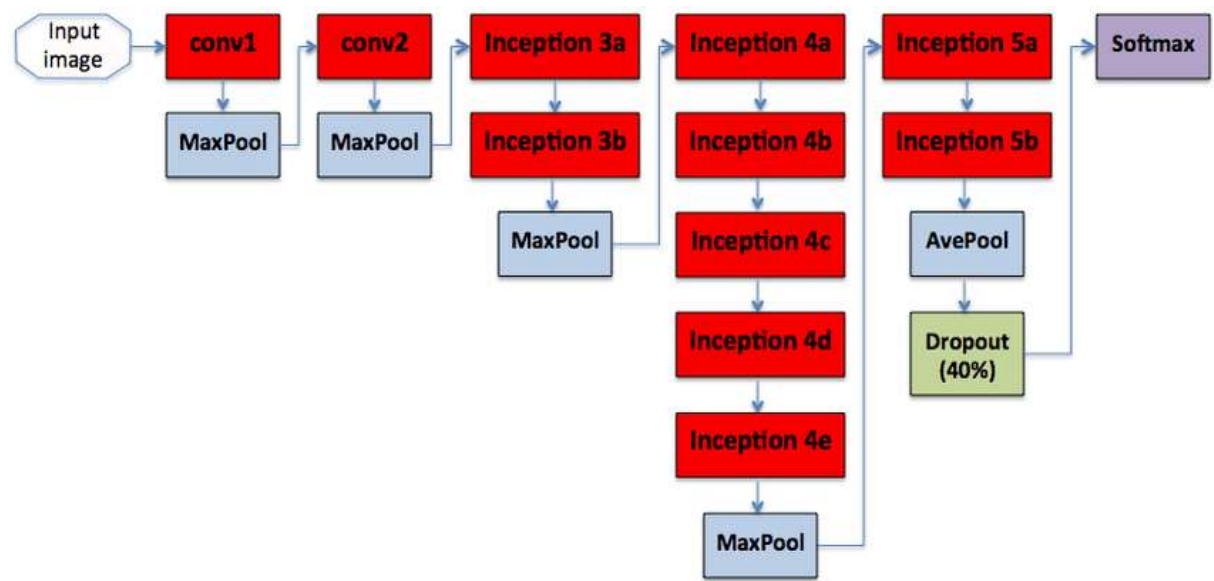 Input
image
conv1
MaxPool
conv2
MaxPool
Inception 3a
Inception 3b
MaxPool
Inception 4a
Inception 4b
Inception 4c
Inception 4d
Inception 4e
MaxPool
Inception 5a
Inception 5b
AvePool
Dropout
(40%)
Softmax